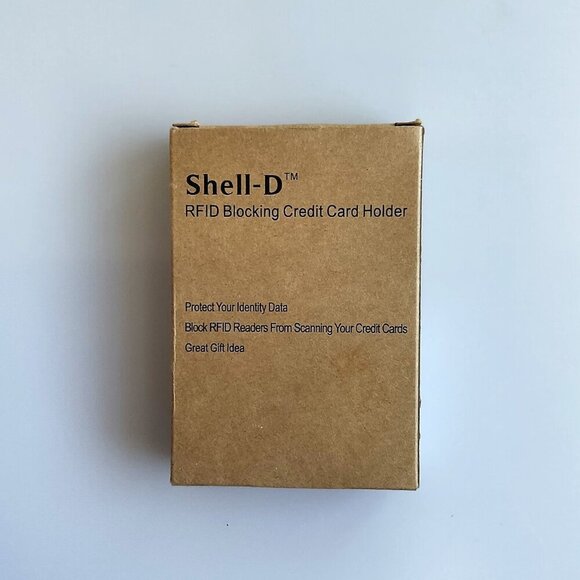 Shell-D™
RFID Blocking Credit Card Holder
Protect Your Identity Data
Block RFID Readers From Scanning Your Credit Cards
Great Gift Idea